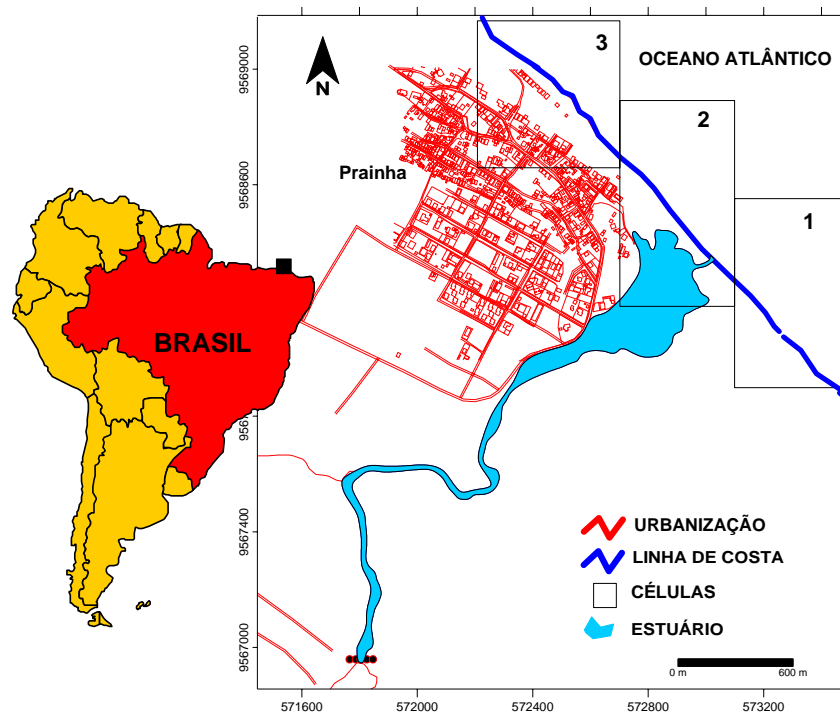 3
OCEANO ATLÂNTICO
N
2
Prainha
1
BRASIL
9569000
9568600
9567400
9567000
URBANIZAÇÃO
LINHA DE COSTA
CÉLULAS
ESTUÁRIO
0 m 600 m
571600 572000 572400 572800 573200